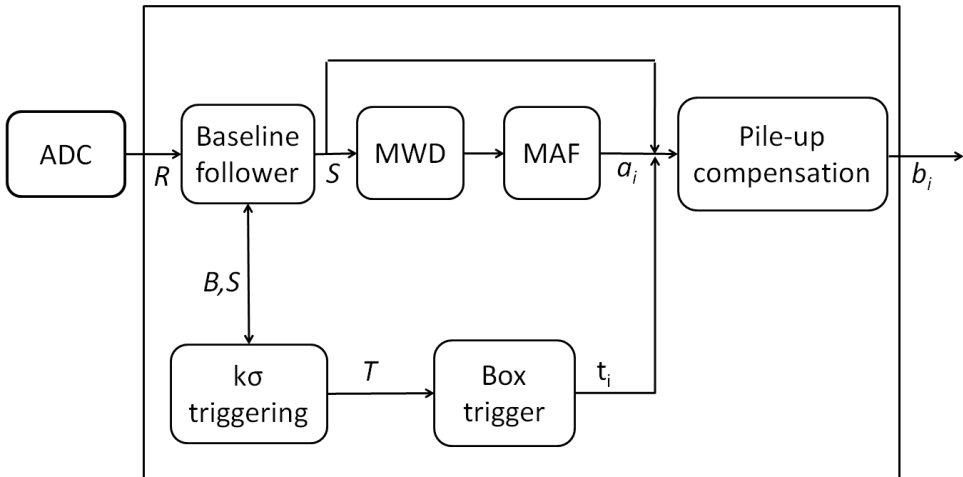 ADC
R
Baseline
follower
S
MWD
MAF
aᵢ
Pile-up
compensation
bᵢ
B,S
kσ
triggering
T
Box
trigger
tᵢ